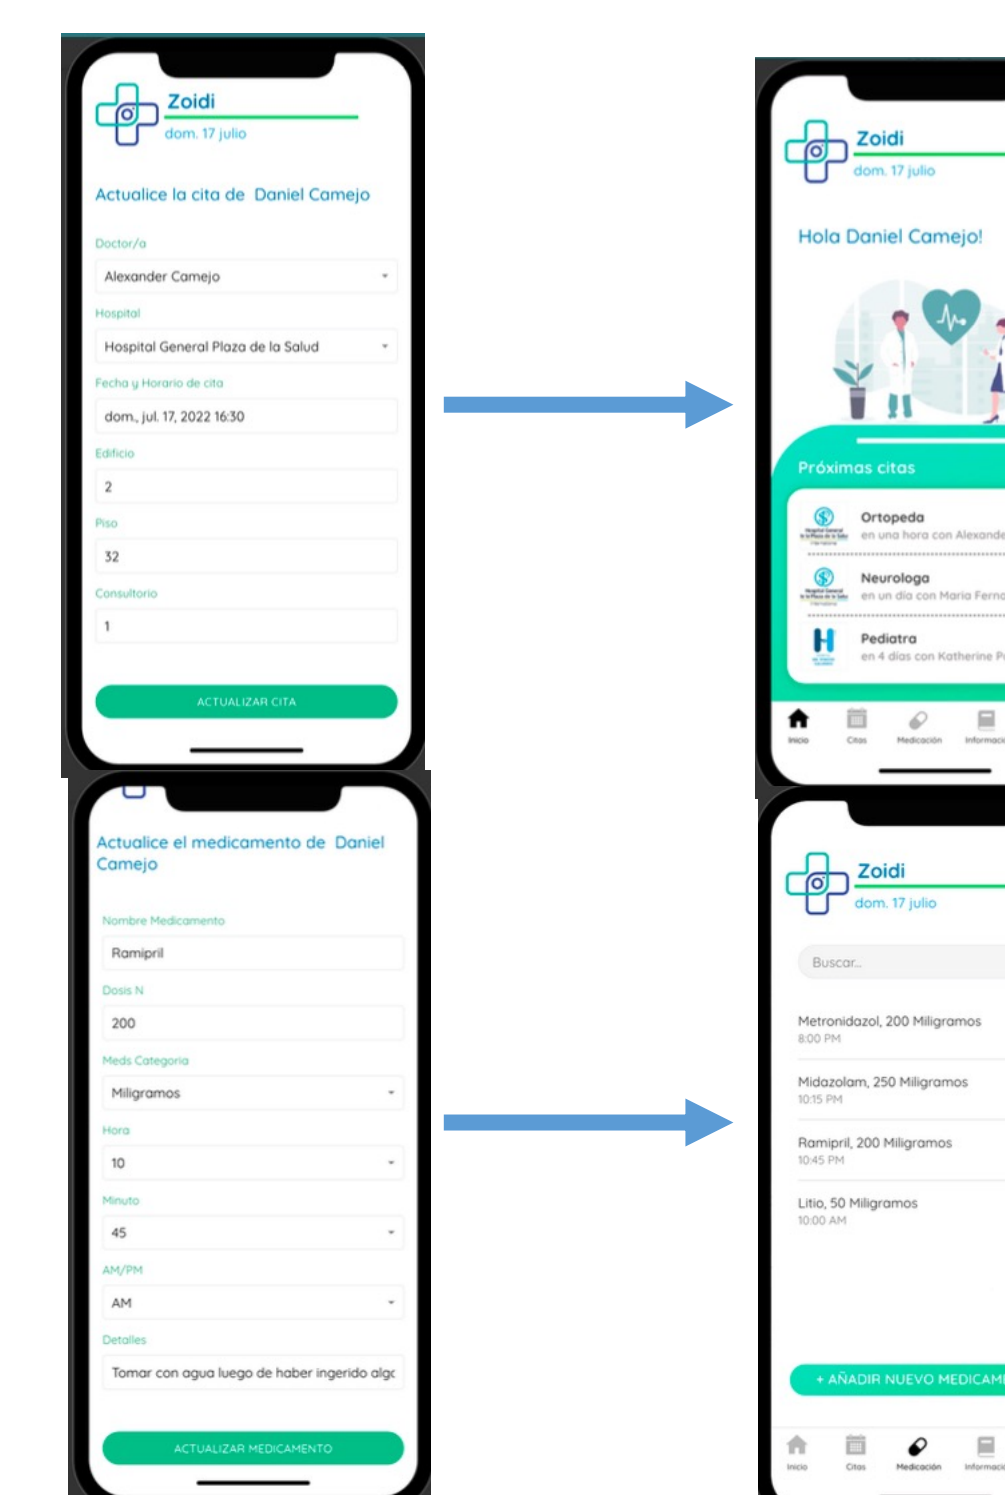 Zoidi
dom. 17 julio
Actualice la cita de Daniel Camejo
Doctor/a
Alexander Camejo
Hospital
Hospital General Plaza de la Salud
Fecha y Horario de cita
dom., jul. 17, 2022 16:30
Edificio
2
Piso
32
Consultorio
1
ACTUALIZAR CITA
Zoidi
dom. 17 julio
Hola Daniel Camejo!
Próximas citas
Ortopeda
en una hora con Alexande
Neurologa
en un día con Maria Ferna
Pediatra
en 4 días con Katherine P
Inicio
Citas
Medicación
Informaci
Actualice el medicamento de Daniel
Camejo
Nombre Medicamento
Ramipril
Dosis N
200
Meds Categoria
Miligramos
Hora
10
Minuto
45
AM/PM
AM
Detalles
Tomar con agua luego de haber ingerido algo
ACTUALIZAR MEDICAMENTO
Zoidi
dom. 17 julio
Buscar...
Metronidazol, 200 Miligramos
8:00 PM
Midazolam, 250 Miligramos
10:15 PM
Ramipril, 200 Miligramos
10:45 PM
Litio, 50 Miligramos
10:00 AM
+ AÑADIR NUEVO MEDICAM
Inicio
Citas
Medicación
Informaci